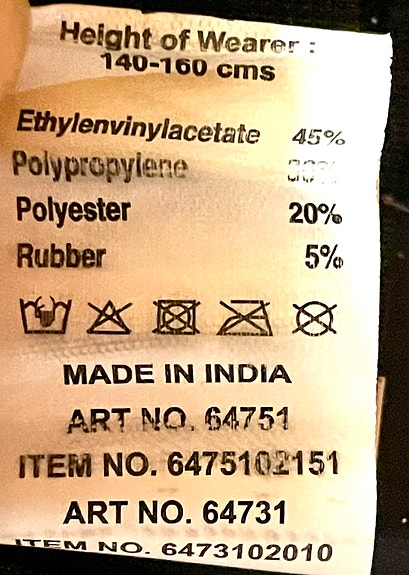 Height of Wearer :
140-160 cms
Ethylenvinylacetate 45%
Polypropylene
Polyester 20%
Rubber 5%
MADE IN INDIA
ART NO. 64751
ITEM NO. 6475102151
ART NO. 64731
ITEM NO. 6473102010